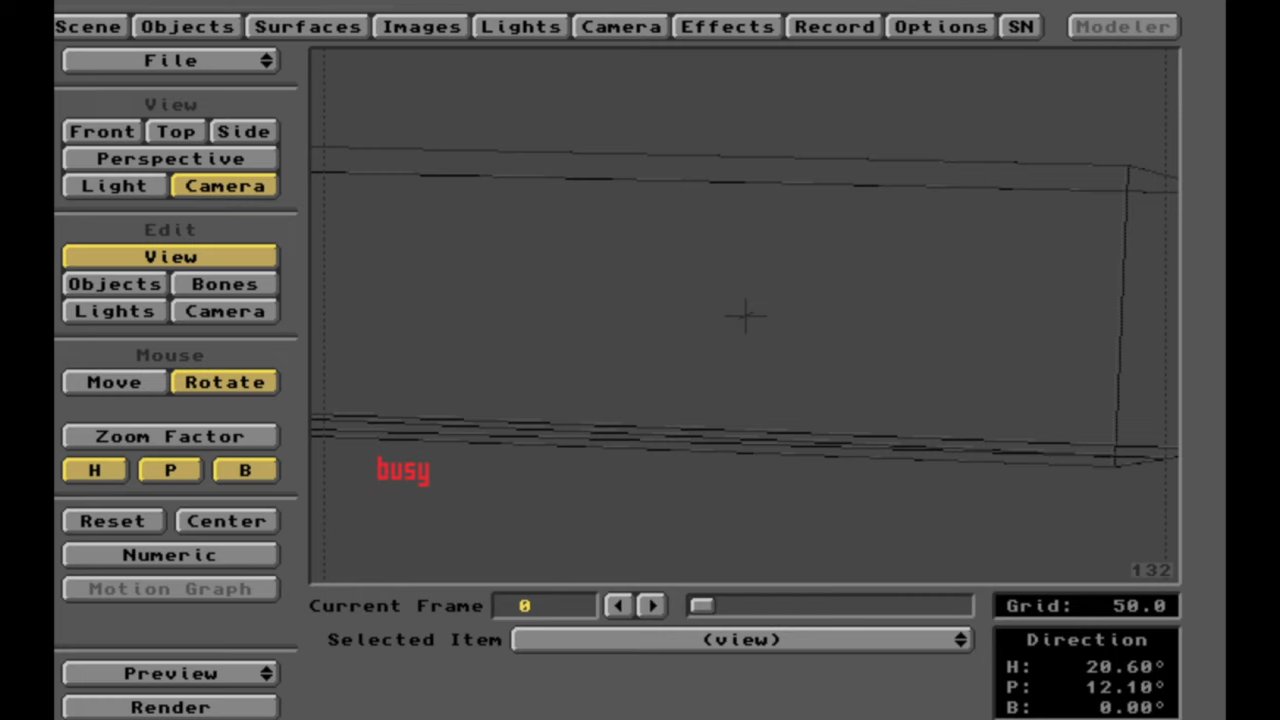 Scene Objects Surfaces Images Lights Camera Effects Record Options SN Modeler
File
View
Front Top Side
Perspective
Light Camera
Edit
View
Objects Bones
Lights Camera
Mouse
Move Rotate
Zoom Factor
H P B
busy
Reset Center
Numeric
Motion Graph
132
Current Frame 0 Grid: 50.0
Selected Item (view) Direction
H: 20.60°
Preview P: 12.10°
Render B: 0.00°